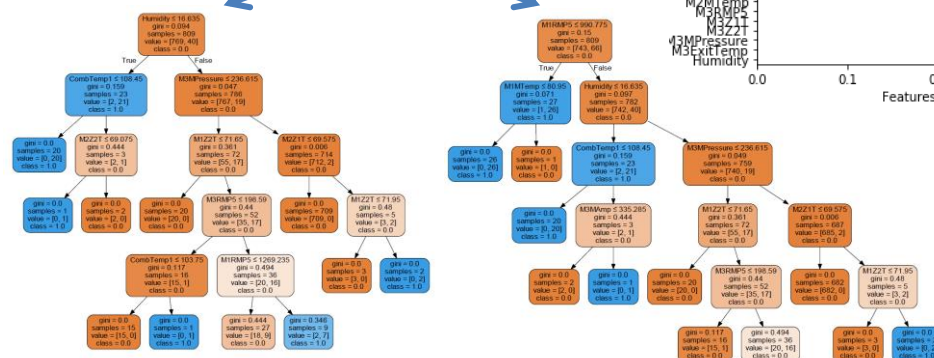 Humidity ≤ 16.635
gini = 0.094
samples = 809
value = [769, 40]
class = 0.0
True
False
CombTemp1 ≤ 108.45
gini = 0.159
samples = 23
value = [2, 21]
class = 1.0
M3MPressure ≤ 236.615
gini = 0.047
samples = 786
value = [767, 19]
class = 0.0
gini = 0.0
samples = 20
value = [0, 20]
class = 1.0
M2Z2T ≤ 69.075
gini = 0.444
samples = 3
value = [2, 1]
class = 0.0
M1Z2T ≤ 71.65
gini = 0.361
samples = 72
value = [55, 17]
class = 0.0
M2Z1T ≤ 69.575
gini = 0.006
samples = 714
value = [712, 2]
class = 0.0
gini = 0.0
samples = 1
value = [0, 1]
class = 1.0
gini = 0.0
samples = 2
value = [2, 0]
class = 0.0
gini = 0.0
samples = 20
value = [20, 0]
class = 0.0
M3RMP5 ≤ 198.59
gini = 0.44
samples = 52
value = [35, 17]
class = 0.0
gini = 0.0
samples = 709
value = [709, 0]
class = 0.0
M1Z2T ≤ 71.95
gini = 0.48
samples = 5
value = [3, 2]
class = 0.0
CombTemp1 ≤ 103.75
gini = 0.117
samples = 16
value = [15, 1]
class = 0.0
M1RMP5 ≤ 1269.235
gini = 0.494
samples = 36
value = [20, 16]
class = 0.0
gini = 0.0
samples = 3
value = [3, 0]
class = 0.0
gini = 0.0
samples = 2
value = [0, 2]
class = 1.0
gini = 0.0
samples = 15
value = [15, 0]
class = 0.0
gini = 0.0
samples = 1
value = [0, 1]
class = 1.0
gini = 0.444
samples = 27
value = [18, 9]
class = 0.0
gini = 0.346
samples = 9
value = [2, 7]
class = 1.0
M1RMP5 ≤ 990.775
gini = 0.15
samples = 809
value = [743, 66]
class = 0.0
True
False
M1MTemp ≤ 80.95
gini = 0.071
samples = 27
value = [1, 26]
class = 1.0
Humidity ≤ 16.635
gini = 0.097
samples = 782
value = [742, 40]
class = 0.0
gini = 0.0
samples = 26
value = [0, 26]
class = 1.0
gini = 0.0
samples = 1
value = [1, 0]
class = 0.0
CombTemp1 ≤ 108.45
gini = 0.159
samples = 23
value = [2, 21]
class = 1.0
M3MPressure ≤ 236.615
gini = 0.049
samples = 759
value = [740, 19]
class = 0.0
gini = 0.0
samples = 20
value = [0, 20]
class = 1.0
M3MAmp ≤ 335.285
gini = 0.444
samples = 3
value = [2, 1]
class = 0.0
M1Z2T ≤ 71.65
gini = 0.361
samples = 72
value = [55, 17]
class = 0.0
M2Z1T ≤ 69.575
gini = 0.006
samples = 687
value = [685, 2]
class = 0.0
gini = 0.0
samples = 2
value = [2, 0]
class = 0.0
gini = 0.0
samples = 1
value = [0, 1]
class = 1.0
gini = 0.0
samples = 20
value = [20, 0]
class = 0.0
M3RMP5 ≤ 198.59
gini = 0.44
samples = 52
value = [35, 17]
class = 0.0
gini = 0.0
samples = 682
value = [682, 0]
class = 0.0
M1Z2T ≤ 71.95
gini = 0.48
samples = 5
value = [3, 2]
class = 0.0
gini = 0.117
samples = 16
value = [15, 1]
class = 0.0
gini = 0.494
samples = 36
value = [20, 16]
class = 0.0
gini = 0.0
samples = 3
value = [3, 0]
class = 0.0
gini = 0.0
M2MTemp
M3RMP5
M3Z1T
M3Z2T
M3MPressure
M3ExitTemp
Humidity
0.0
0.1
Features